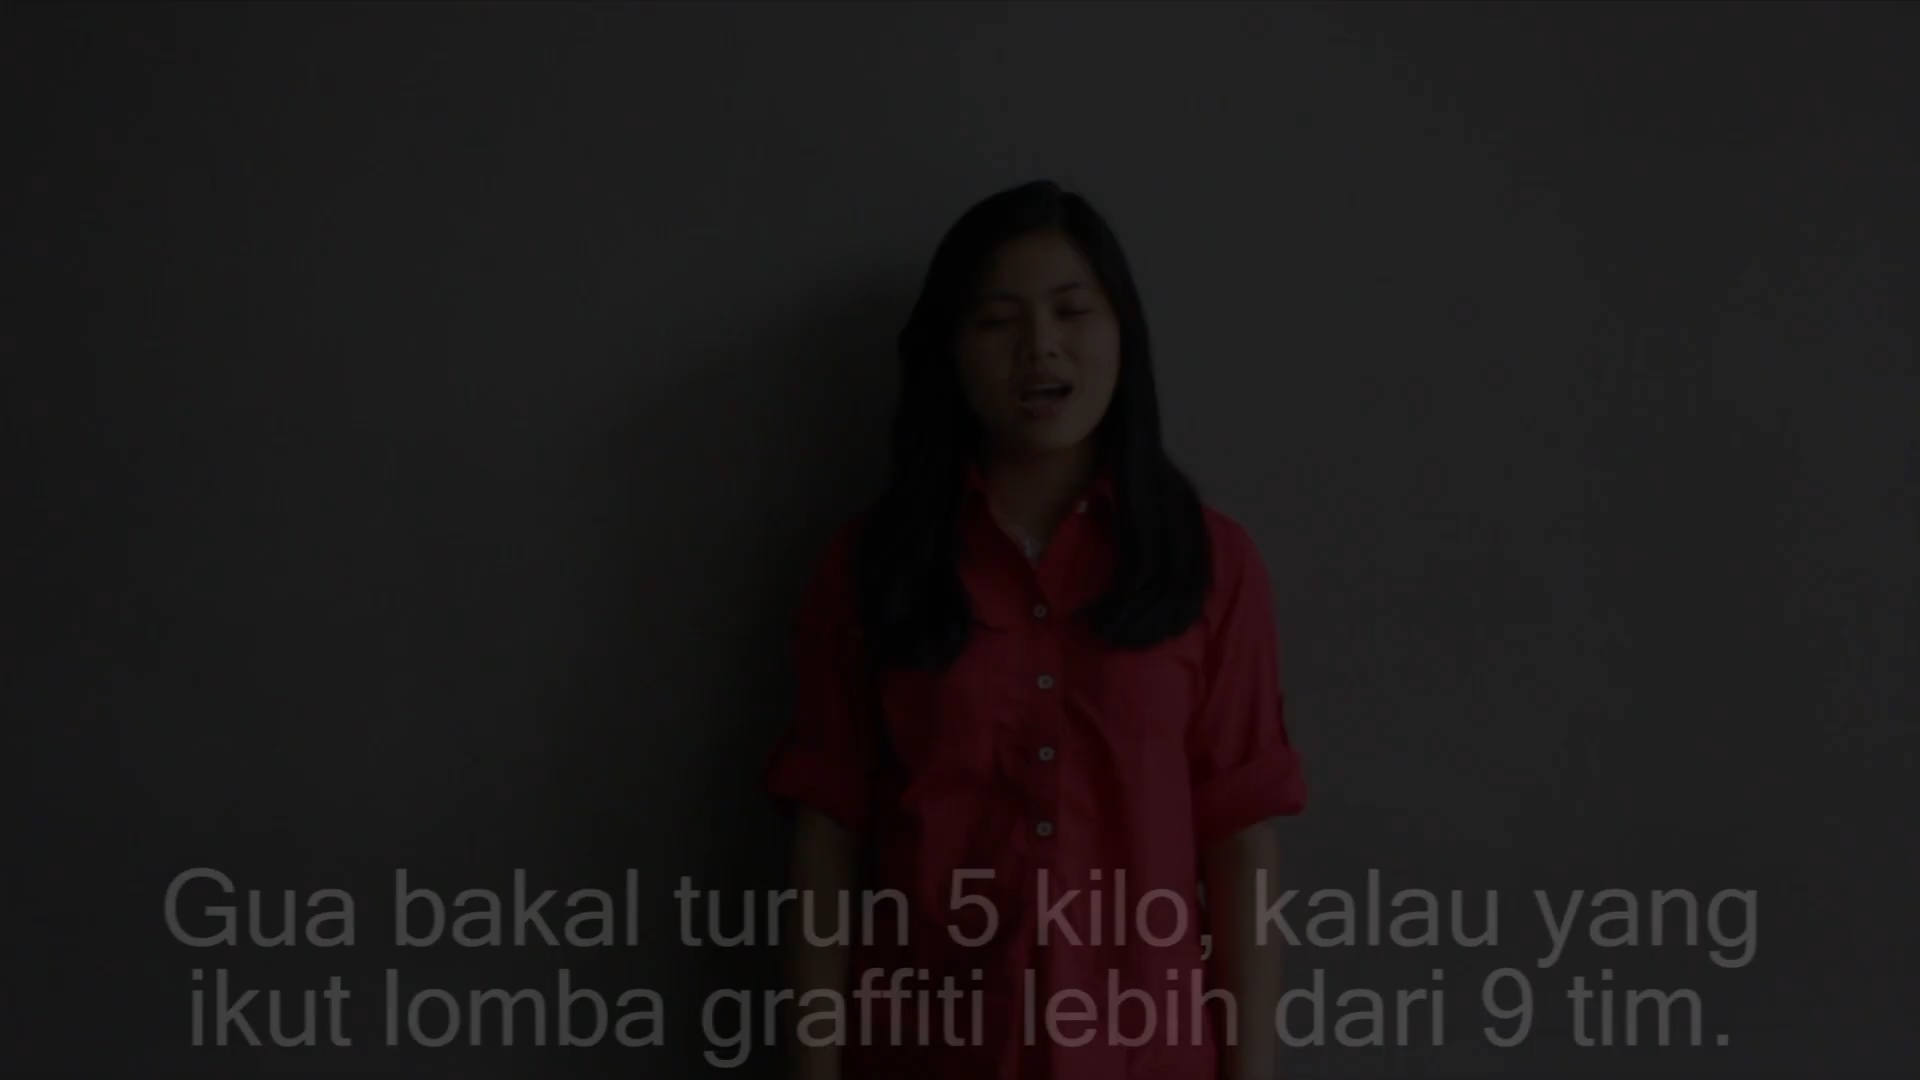 Gua bakal turun 5 kilo, kalau yang
ikut lomba graffiti lebih dari 9 tim.